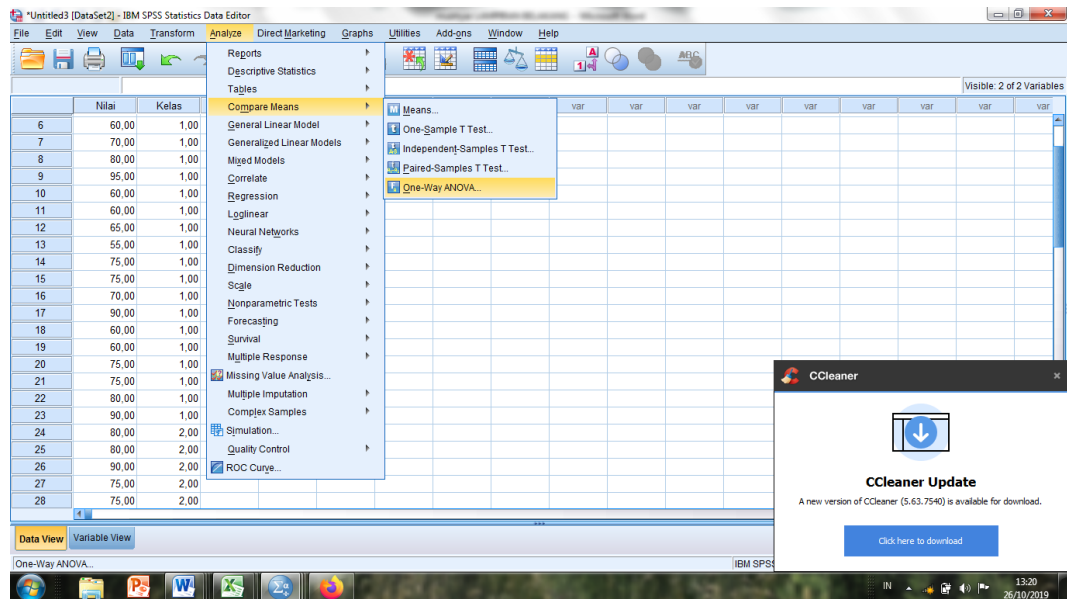 *Untitled3 [DataSet2] - IBM SPSS Statistics Data Editor
File Edit View Data Transform Analyze Direct Marketing Graphs Utilities Add-ons Window Help
Visible: 2 of 2 Variables
Nilai Kelas var var var var var var var var var
6 60,00 1,00
7 70,00 1,00
8 80,00 1,00
9 95,00 1,00
10 60,00 1,00
11 60,00 1,00
12 65,00 1,00
13 55,00 1,00
14 75,00 1,00
15 75,00 1,00
16 70,00 1,00
17 90,00 1,00
18 60,00 1,00
19 60,00 1,00
20 75,00 1,00
21 75,00 1,00
22 80,00 1,00
23 90,00 1,00
24 80,00 2,00
25 80,00 2,00
26 90,00 2,00
27 75,00 2,00
28 75,00 2,00
Reports
Descriptive Statistics
Tables
Compare Means
General Linear Model
Generalized Linear Models
Mixed Models
Correlate
Regression
Loglinear
Neural Networks
Classify
Dimension Reduction
Scale
Nonparametric Tests
Forecasting
Survival
Multiple Response
Missing Value Analysis...
Multiple Imputation
Complex Samples
Simulation...
Quality Control
ROC Curve...
Means...
One-Sample T Test...
Independent-Samples T Test...
Paired-Samples T Test...
One-Way ANOVA...
CCleaner
CCleaner Update
A new version of CCleaner (5.63.7540) is available for download.
Click here to download
Data View Variable View
One-Way ANOVA...
IBM SPS
IN
13:20
26/10/2019